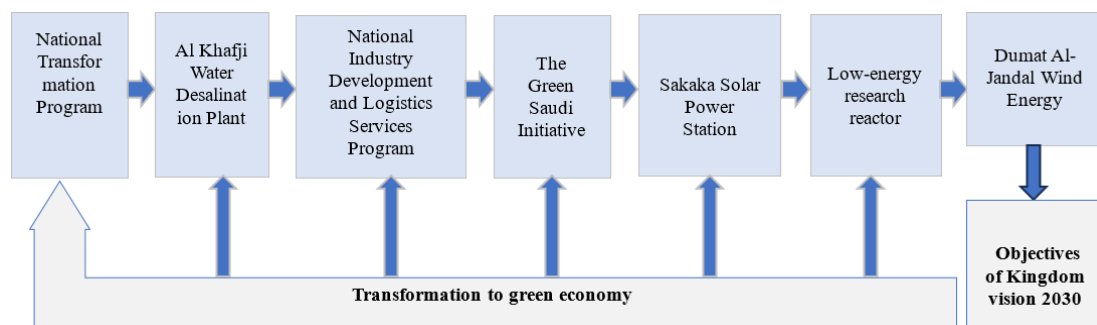 National
Transfor
mation
Program
Al Khafji
Water
Desalinat
ion Plant
National
Industry
Development
and Logistics
Services
Program
The
Green
Saudi
Initiative
Sakaka Solar
Power
Station
Low-energy
research
reactor
Dumat Al-
Jandal Wind
Energy
Transformation to green economy
Objectives
of Kingdom
vision 2030